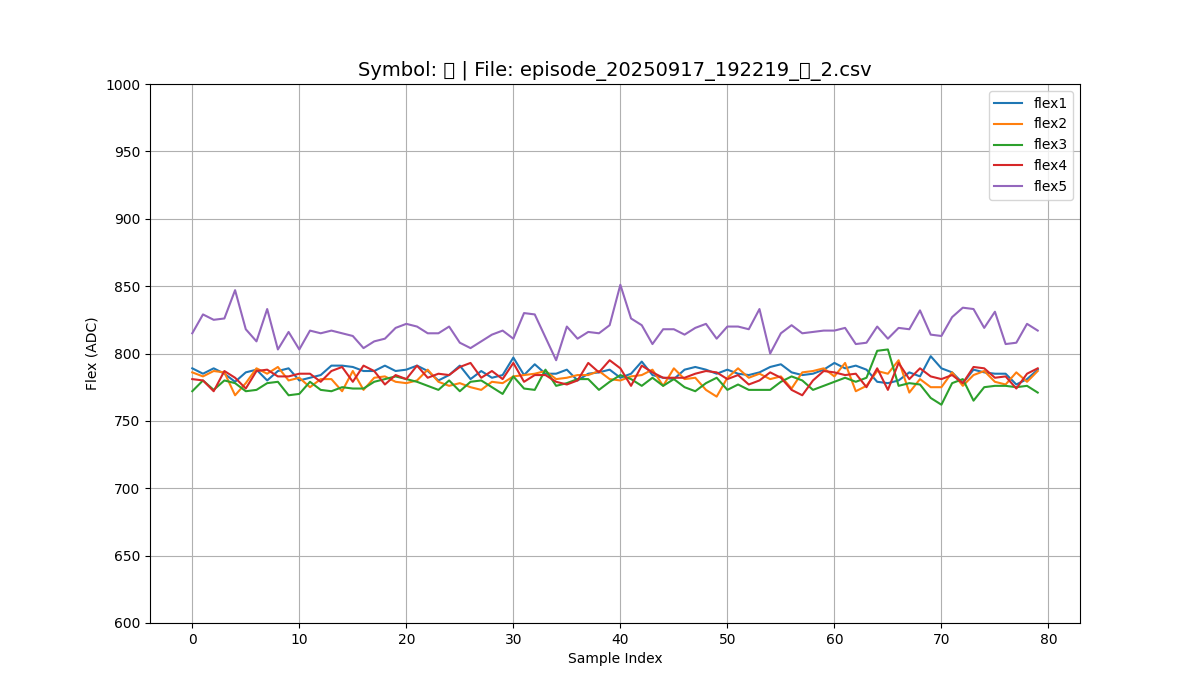 Symbol: | File: episode_20250917_192219_ _2.csv
1000
950
900
850
800
750
700
650
600
Flex (ADC)
flex1
flex2
flex3
flex4
flex5
0 10 20 30 40 50 60 70 80
Sample Index